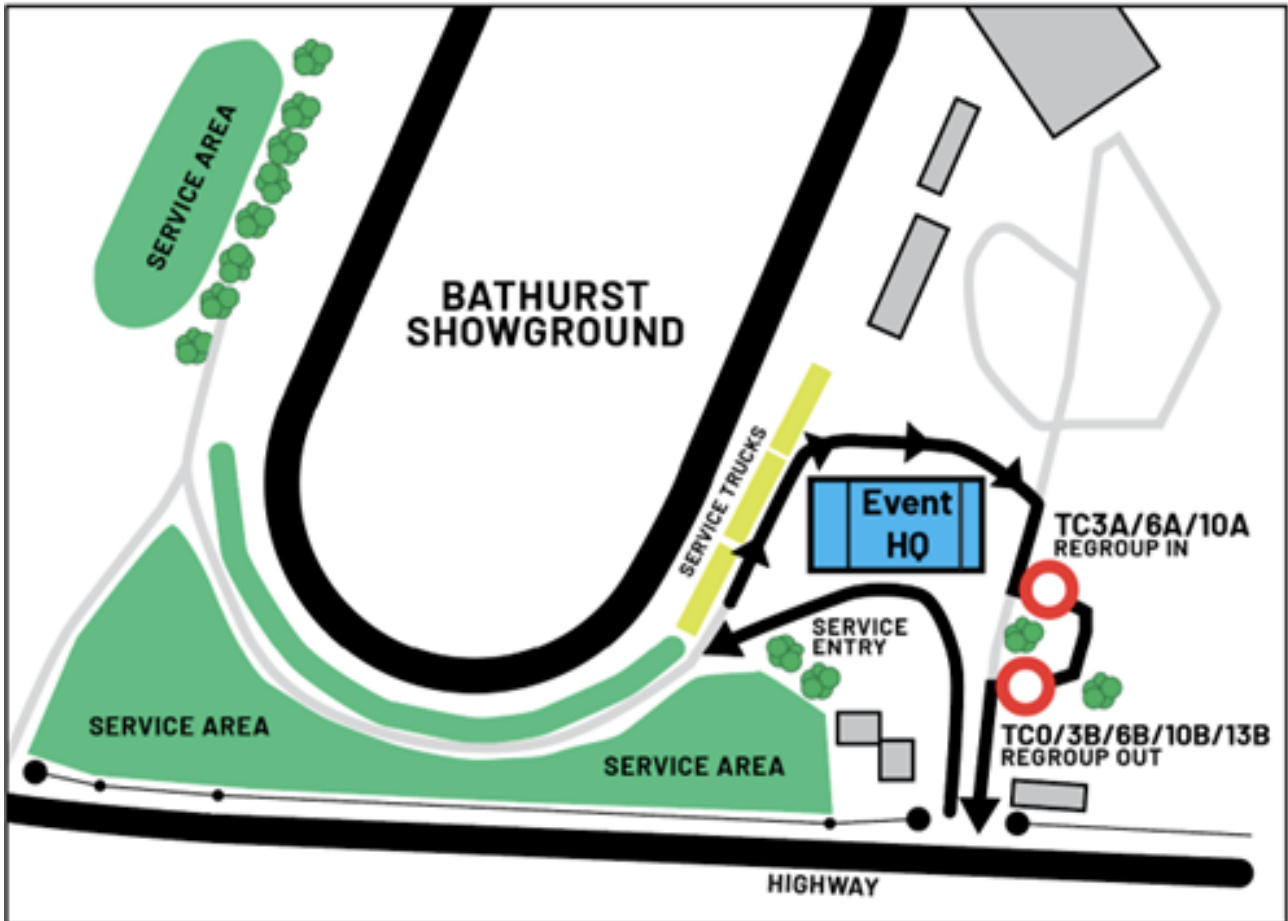 SERVICE AREA
BATHURST
SHOWGROUND
SERVICE TRUCKS
Event
HQ
TC3A/6A/10A
REGROUP IN
SERVICE
ENTRY
TC0/3B/6B/10B/13B
REGROUP OUT
SERVICE AREA
SERVICE AREA
HIGHWAY